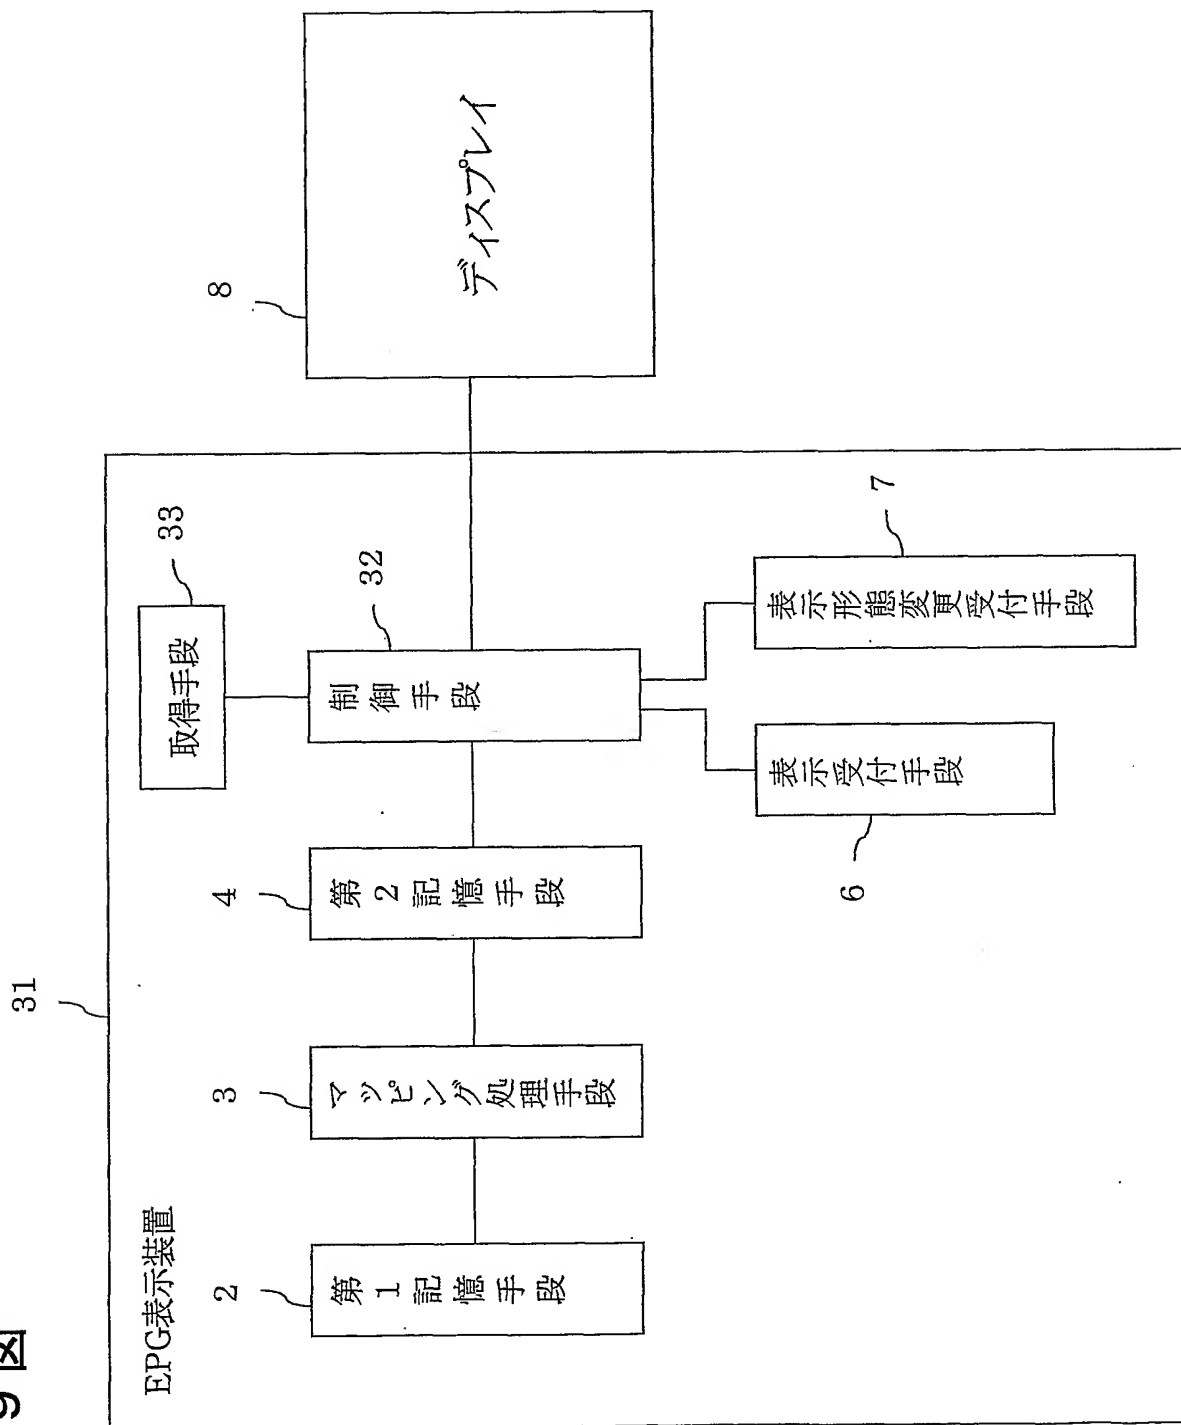 9図
31
EPG表示装置
2
第1記憶手段
3
マッピング処理手段
4
第2記憶手段
32
制御手段
33
取得手段
8
ディスプレイ
6
表示受付手段
7
表示形態変更受付手段